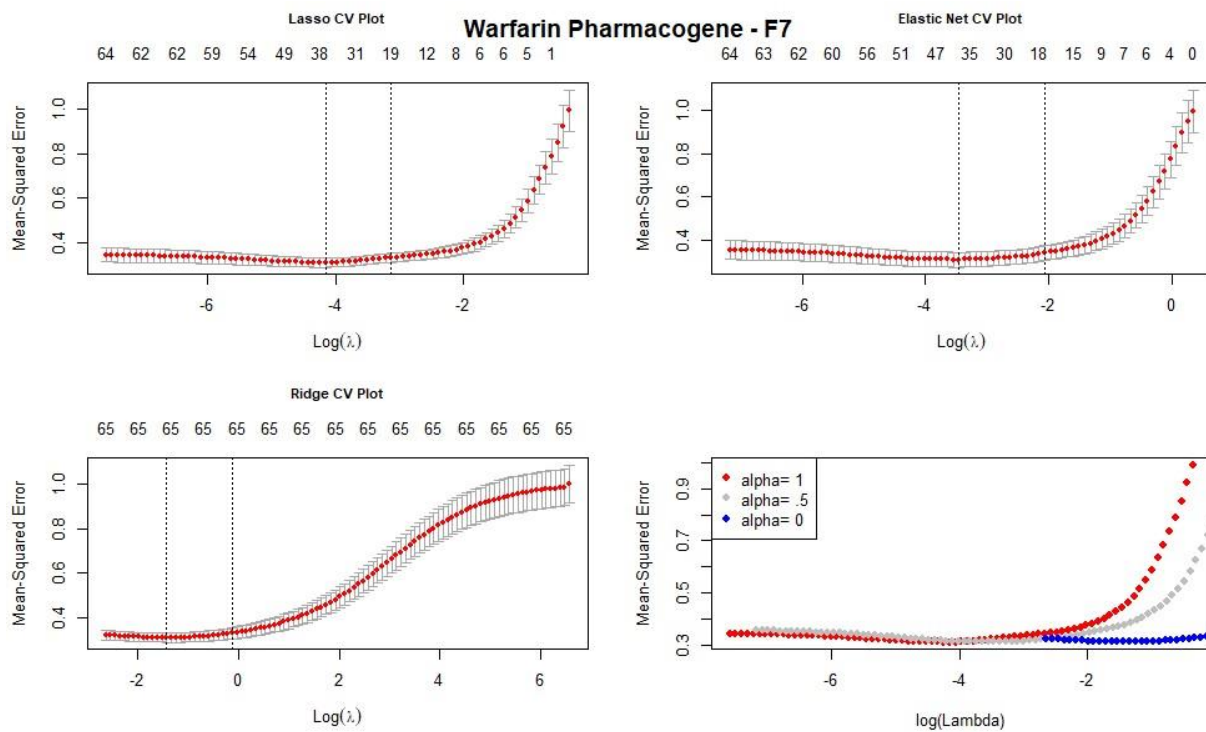 Warfarin Pharmacogene - F7
Lasso CV Plot
64 62 62 59 54 49 38 31 19 12 8 6 6 5 1
Mean-Squared Error
1.0
0.8
0.6
0.4
-6 -4 -2
Log(λ)
Elastic Net CV Plot
64 63 62 60 56 51 47 35 30 18 15 9 7 6 4 0
Mean-Squared Error
1.0
0.8
0.6
0.4
-6 -4 -2 0
Log(λ)
Ridge CV Plot
65 65 65 65 65 65 65 65 65 65 65 65 65 65 65
Mean-Squared Error
1.0
0.8
0.6
0.4
-2 0 2 4 6
Log(λ)
alpha= 1
alpha= .5
alpha= 0
Mean-Squared Error
0.9
0.7
0.5
0.3
-6 -4 -2
log(Lambda)